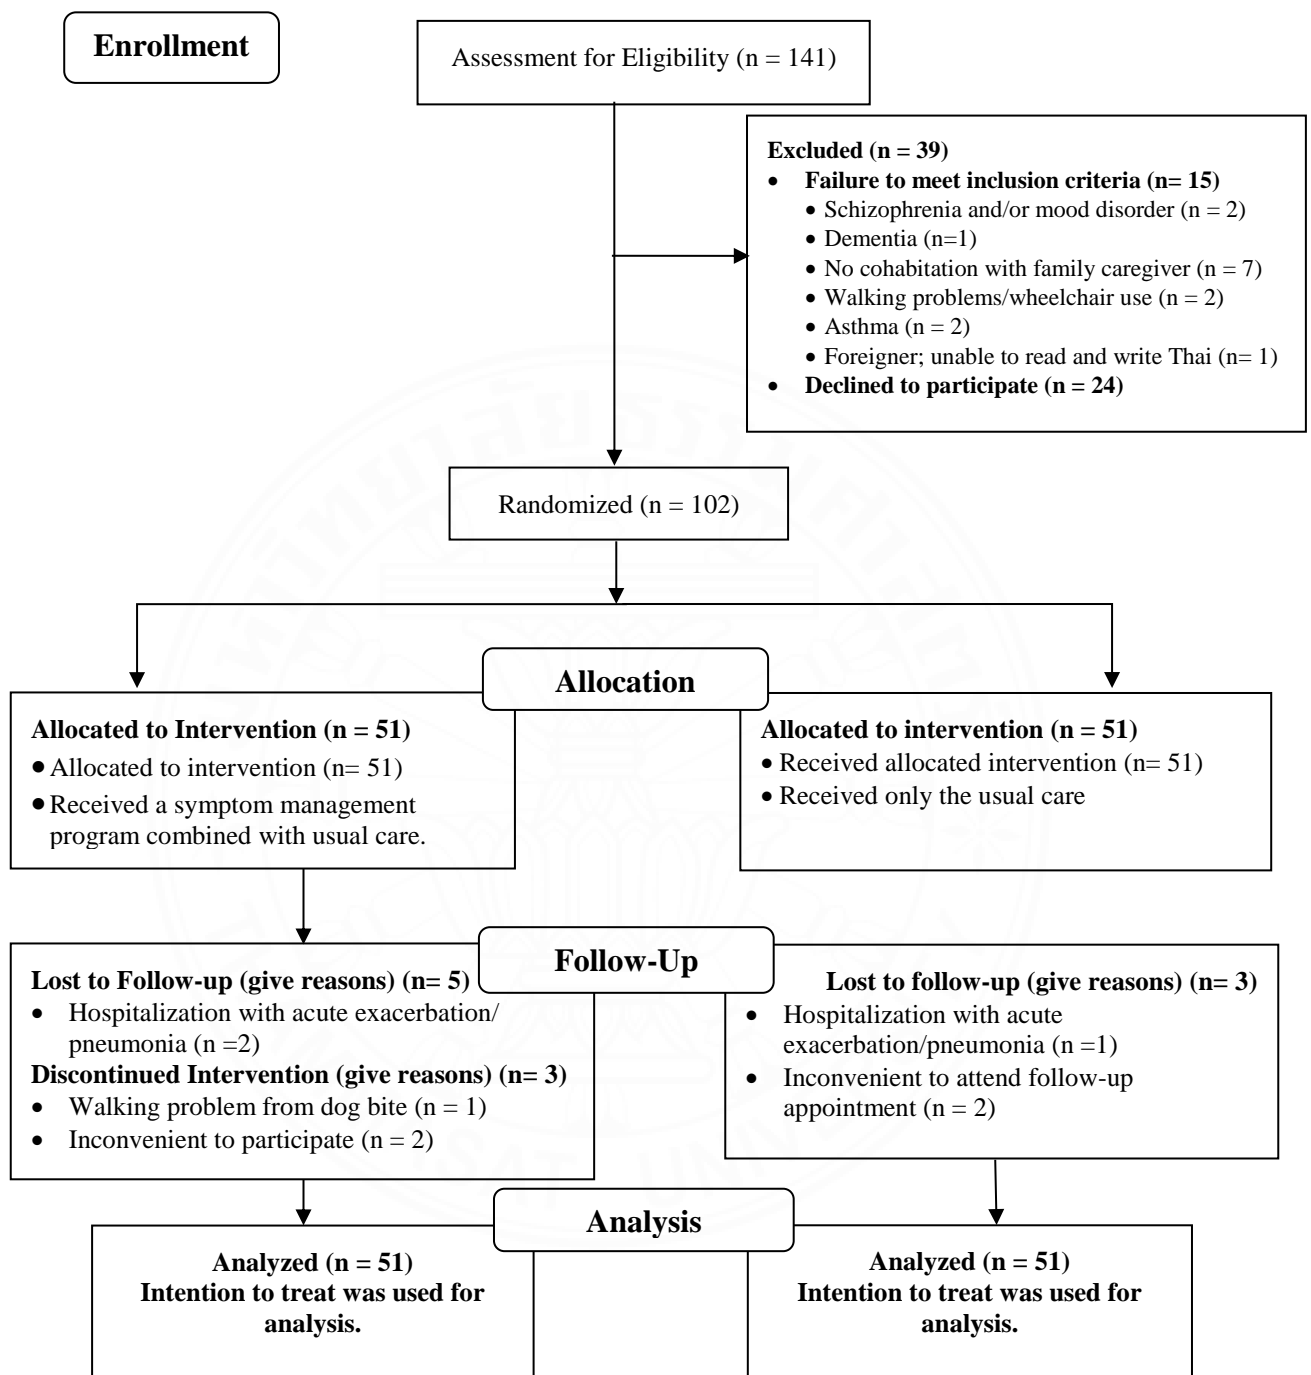 Enrollment
Assessment for Eligibility (n = 141)
Excluded (n = 39)
• Failure to meet inclusion criteria (n= 15)
• Schizophrenia and/or mood disorder (n = 2)
• Dementia (n=1)
• No cohabitation with family caregiver (n = 7)
• Walking problems/wheelchair use (n = 2)
• Asthma (n = 2)
• Foreigner; unable to read and write Thai (n= 1)
• Declined to participate (n = 24)
Randomized (n = 102)
Allocation
Allocated to Intervention (n = 51)
• Allocated to intervention (n= 51)
• Received a symptom management
program combined with usual care.
Allocated to intervention (n = 51)
• Received allocated intervention (n= 51)
• Received only the usual care
Follow-Up
Lost to Follow-up (give reasons) (n= 5)
• Hospitalization with acute exacerbation/
pneumonia (n =2)
Discontinued Intervention (give reasons) (n= 3)
• Walking problem from dog bite (n = 1)
• Inconvenient to participate (n = 2)
Lost to follow-up (give reasons) (n= 3)
• Hospitalization with acute
exacerbation/pneumonia (n =1)
• Inconvenient to attend follow-up
appointment (n = 2)
Analysis
Analyzed (n = 51)
Intention to treat was used for
analysis.
Analyzed (n = 51)
Intention to treat was used for
analysis.